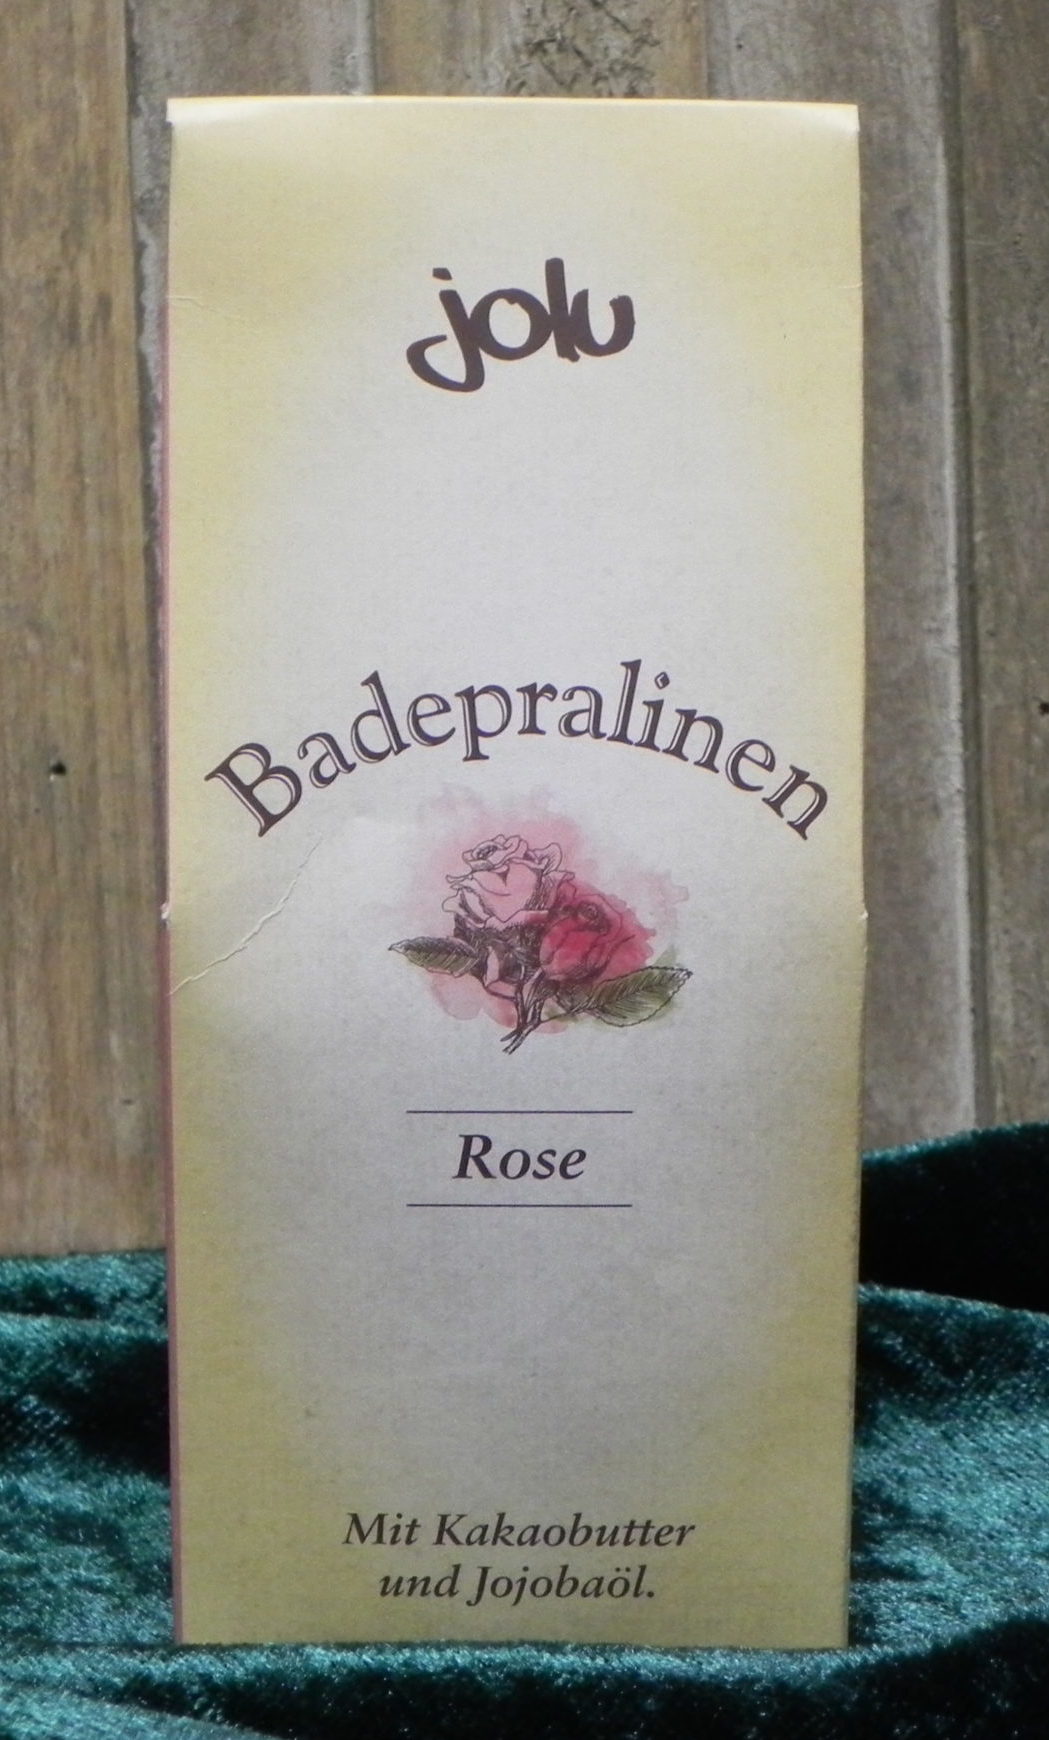 jolu
Badepralinen
Rose
Mit Kakaobutter
und Jojobaöl.